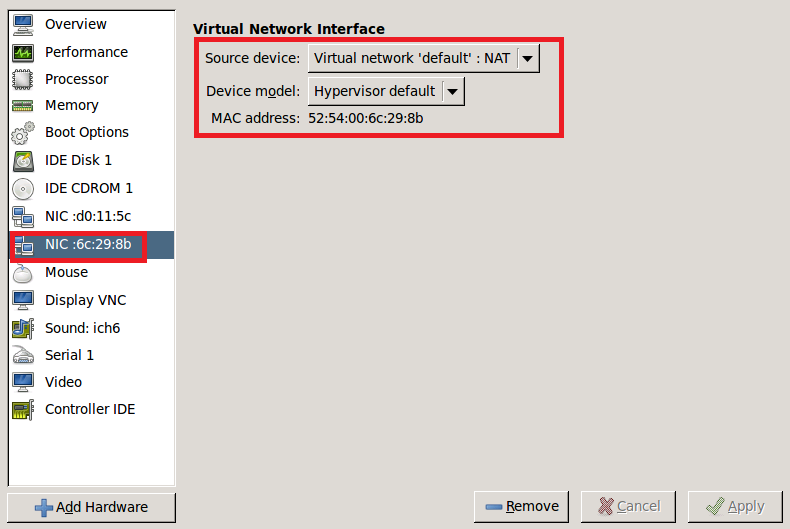 Overview
Performance
Processor
Memory
Boot Options
IDE Disk 1
IDE CDROM 1
NIC :d0:11:5c
NIC :6c:29:8b
Mouse
Display VNC
Sound: ich6
Serial 1
Video
Controller IDE
Add Hardware
Virtual Network Interface
Source device: Virtual network 'default' : NAT
Device model: Hypervisor default
MAC address: 52:54:00:6c:29:8b
Remove Cancel Apply